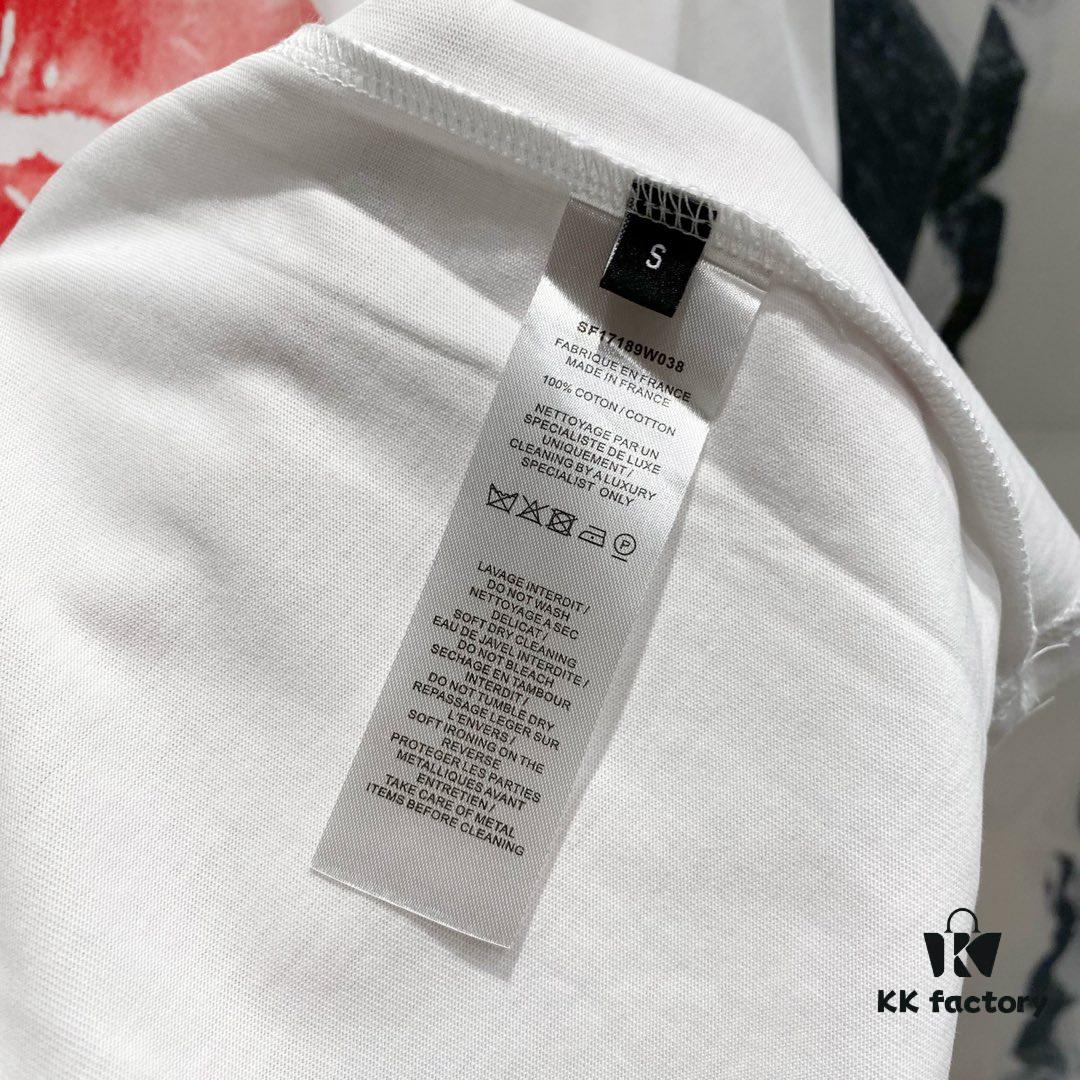 S
SF17189W038
FABRIQUE EN FRANCE
MADE IN FRANCE
100% COTON / COTTON
NETTOYAGE PAR UN
SPECIALISTE DE LUXE
UNIQUEMENT /
CLEANING BY A LUXURY
SPECIALIST ONLY
P
LAVAGE INTERDIT /
DO NOT WASH
NETTOYAGE A SEC
DELICAT /
SOFT DRY CLEANING
EAU DE JAVEL INTERDITE /
DO NOT BLEACH
SECHAGE EN TAMBOUR
INTERDIT /
DO NOT TUMBLE DRY
REPASSAGE LEGER SUR
L'ENVERS /
SOFT IRONING ON THE
REVERSE
PROTEGER LES PARTIES
METALLIQUES AVANT
ENTRETIEN /
TAKE CARE OF METAL
ITEMS BEFORE CLEANING
KK factory